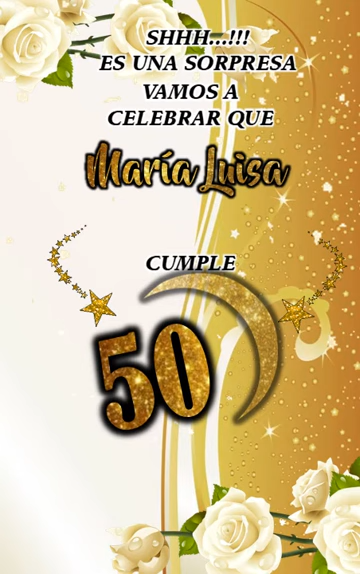 SHHH...!!!
ES UNA SORPRESA
VAMOS A
CELEBRAR QUE
María Luisa
CUMPLE
50